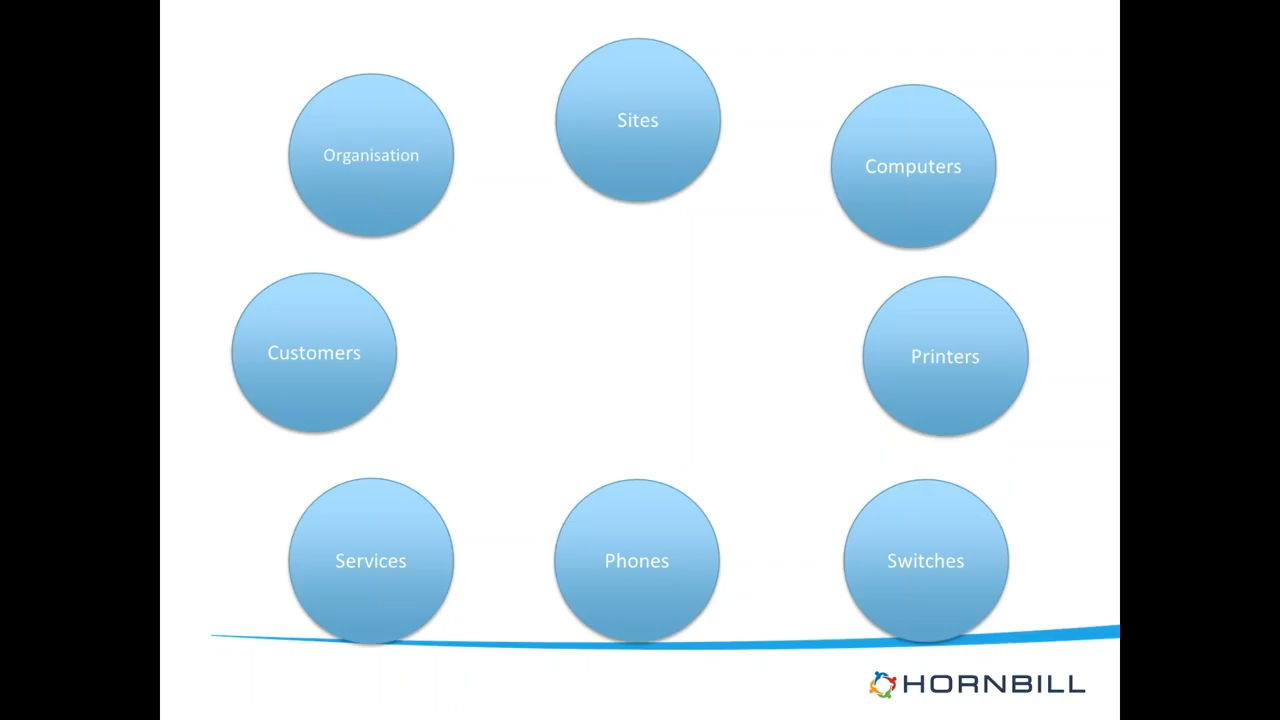 Sites
Organisation
Computers
Customers
Printers
Services
Phones
Switches
HORNBILL